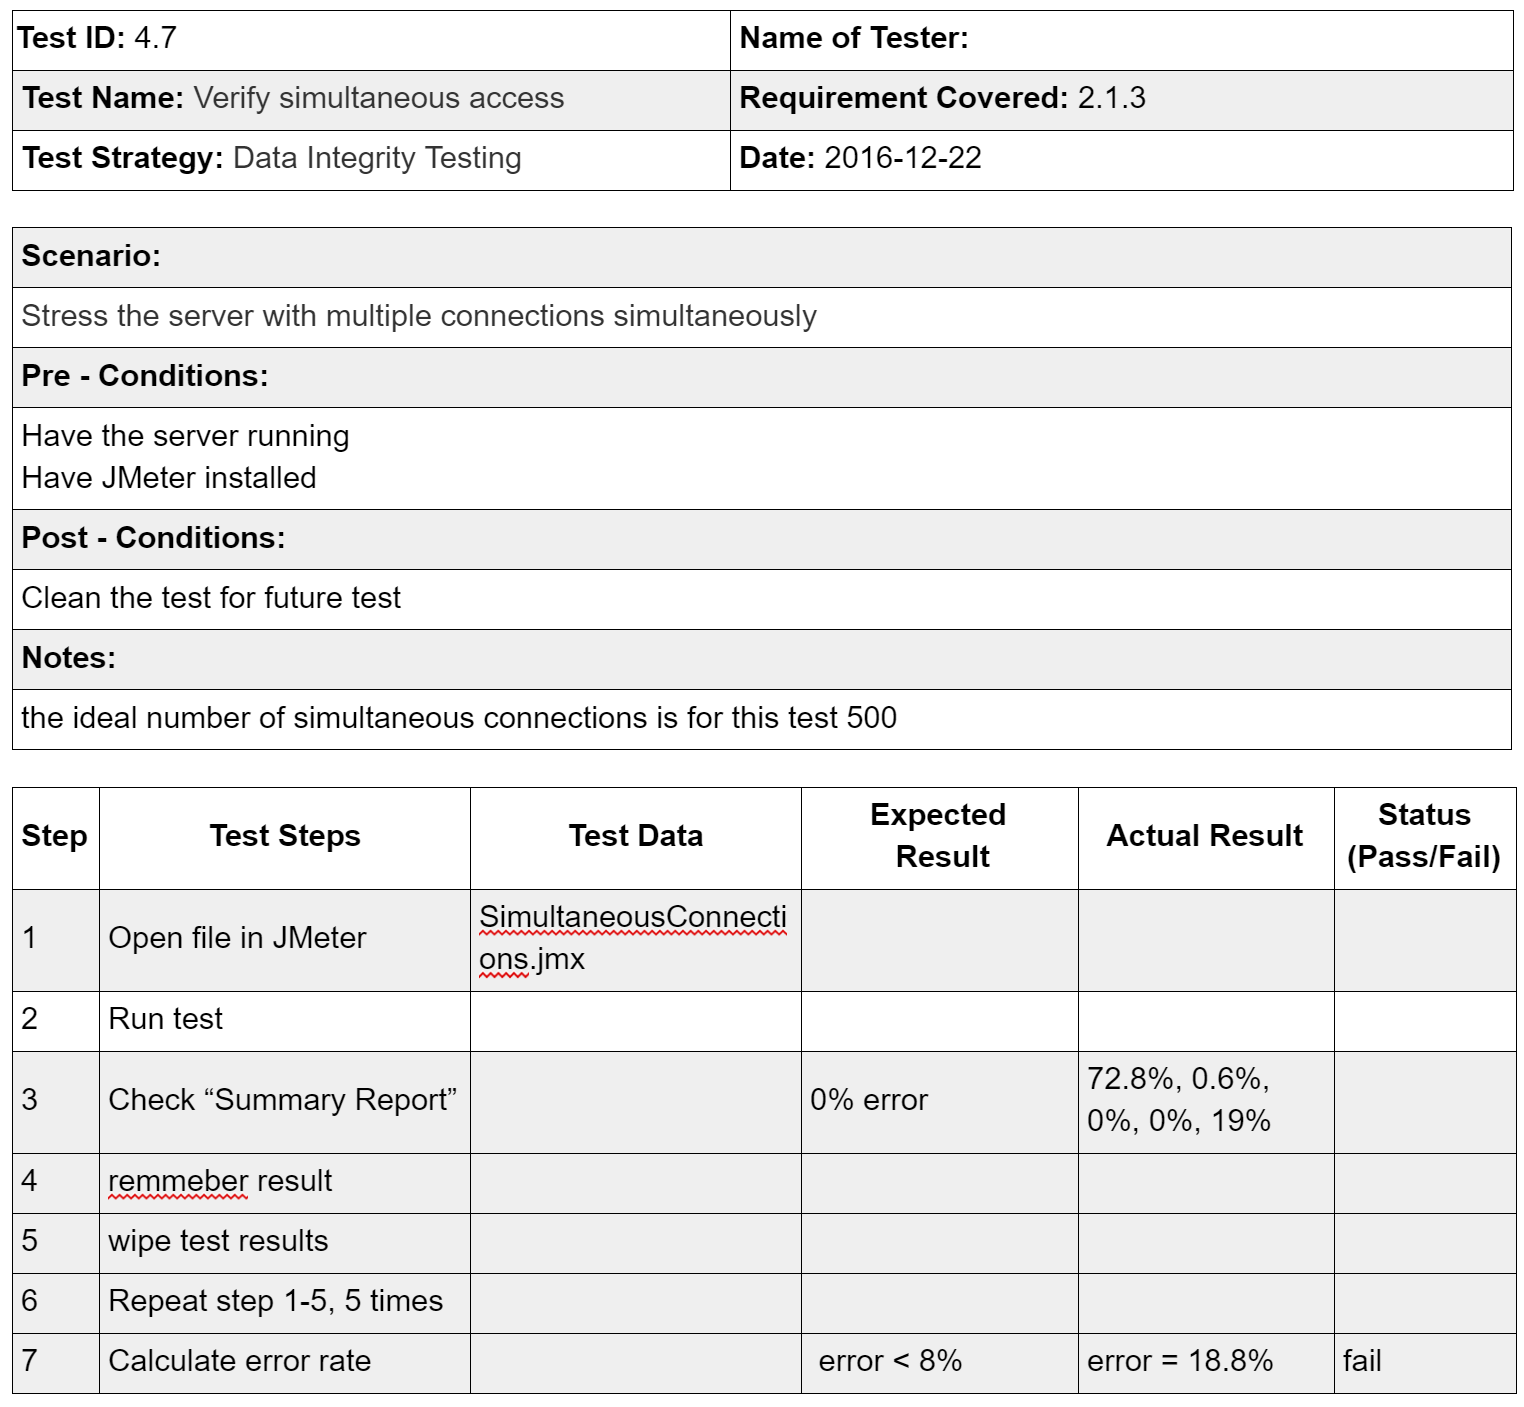 Test ID: 4.7
Name of Tester:
Test Name: Verify simultaneous access
Requirement Covered: 2.1.3
Test Strategy: Data Integrity Testing
Date: 2016-12-22
Scenario:
Stress the server with multiple connections simultaneously
Pre - Conditions:
Have the server running
Have JMeter installed
Post - Conditions:
Clean the test for future test
Notes:
the ideal number of simultaneous connections is for this test 500
Step
Test Steps
Test Data
Expected
Result
Actual Result
Status
(Pass/Fail)
1
Open file in JMeter
SimultaneousConnecti
ons.jmx
2
Run test
3
Check “Summary Report”
0% error
72.8%, 0.6%,
0%, 0%, 19%
4
remmeber result
5
wipe test results
6
Repeat step 1-5, 5 times
7
Calculate error rate
error < 8%
error = 18.8%
fail